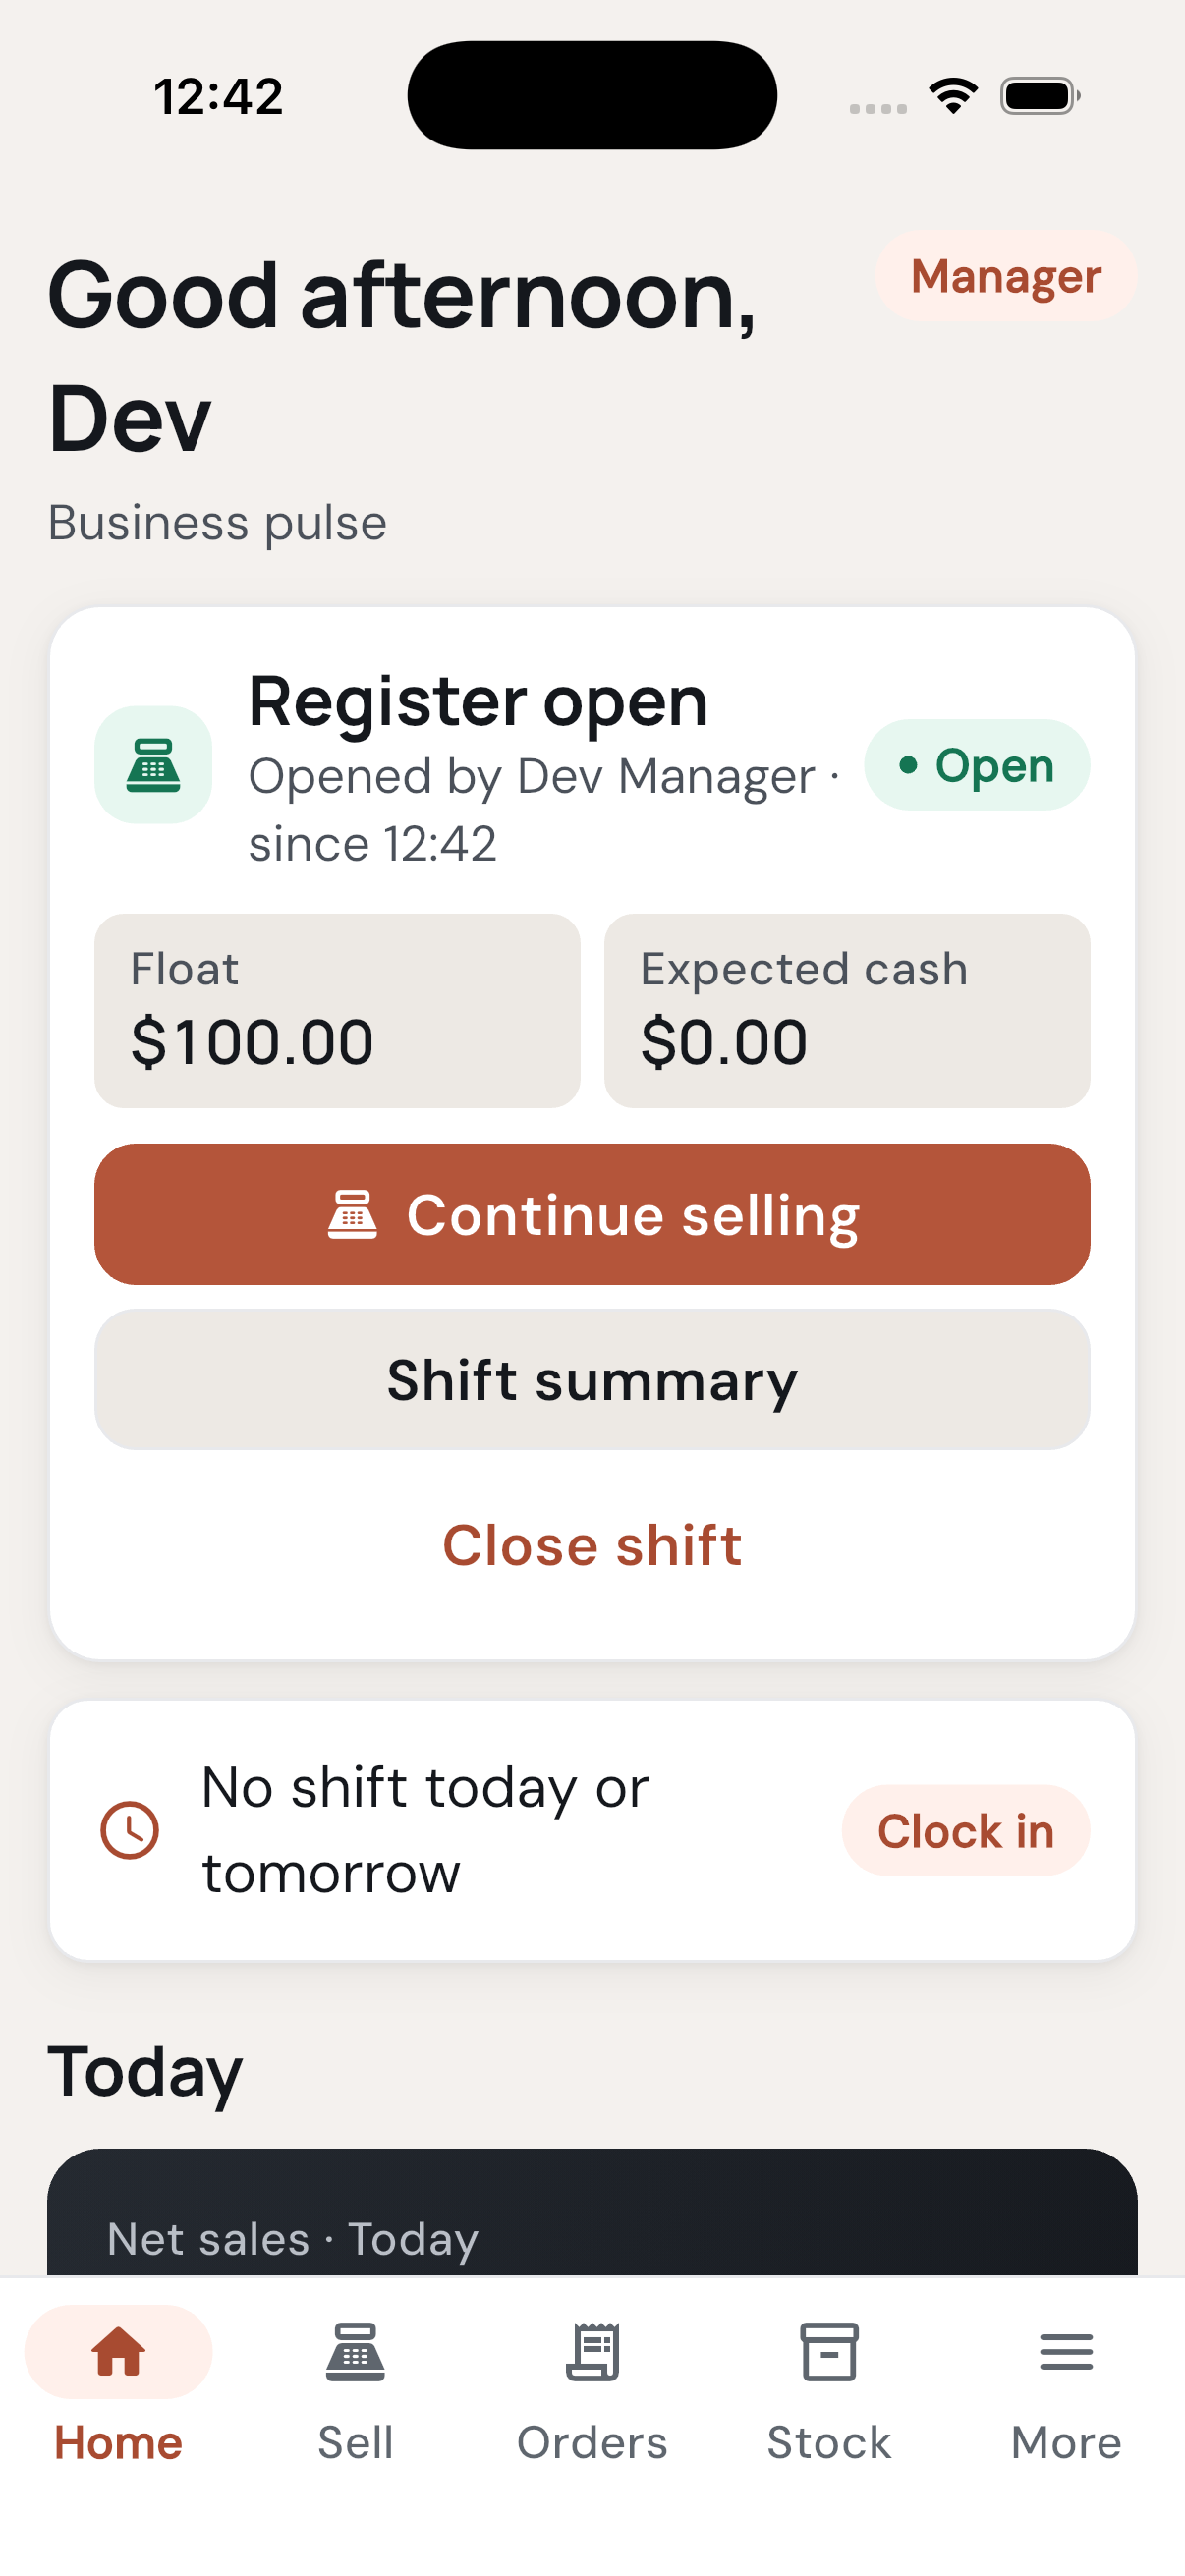 12:42
Good afternoon,
Dev
Manager
Business pulse
Register open
Opened by Dev Manager ·
since 12:42
Open
Float
$100.00
Expected cash
$0.00
Continue selling
Shift summary
Close shift
No shift today or
tomorrow
Clock in
Today
Net sales · Today
Home
Sell
Orders
Stock
More